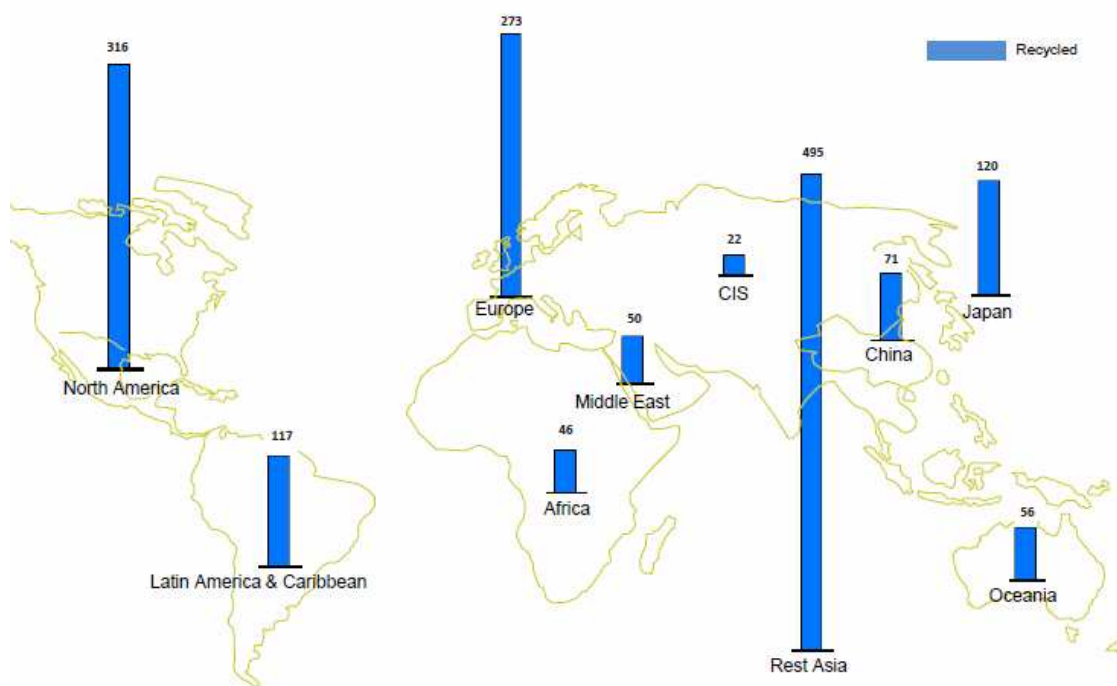 316
North America
117
Latin America & Caribbean
273
Europe
50
Middle East
46
Africa
22
CIS
495
Rest Asia
71
China
120
Japan
56
Oceania
Recycled